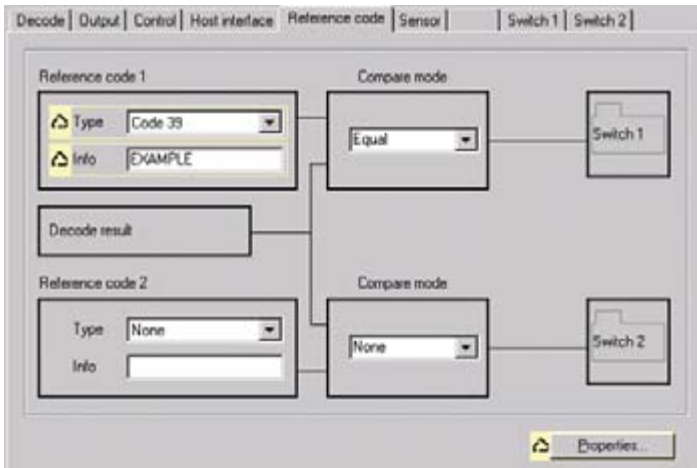 Decode Output Control Host interface Reference code Sensor Switch 1 Switch 2
Reference code 1 Compare mode
Type Code 39
Equal Switch 1
Info EXAMPLE
Decode result
Reference code 2 Compare mode
Type None
None Switch 2
Info
Properties...